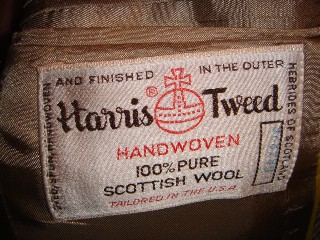 AND FINISHED IN THE OUTER
HEBRIDES OF SCOTLAND
Harris ® Tweed
HANDWOVEN
100% PURE
SCOTTISH WOOL
TAILORED IN THE U.S.A.